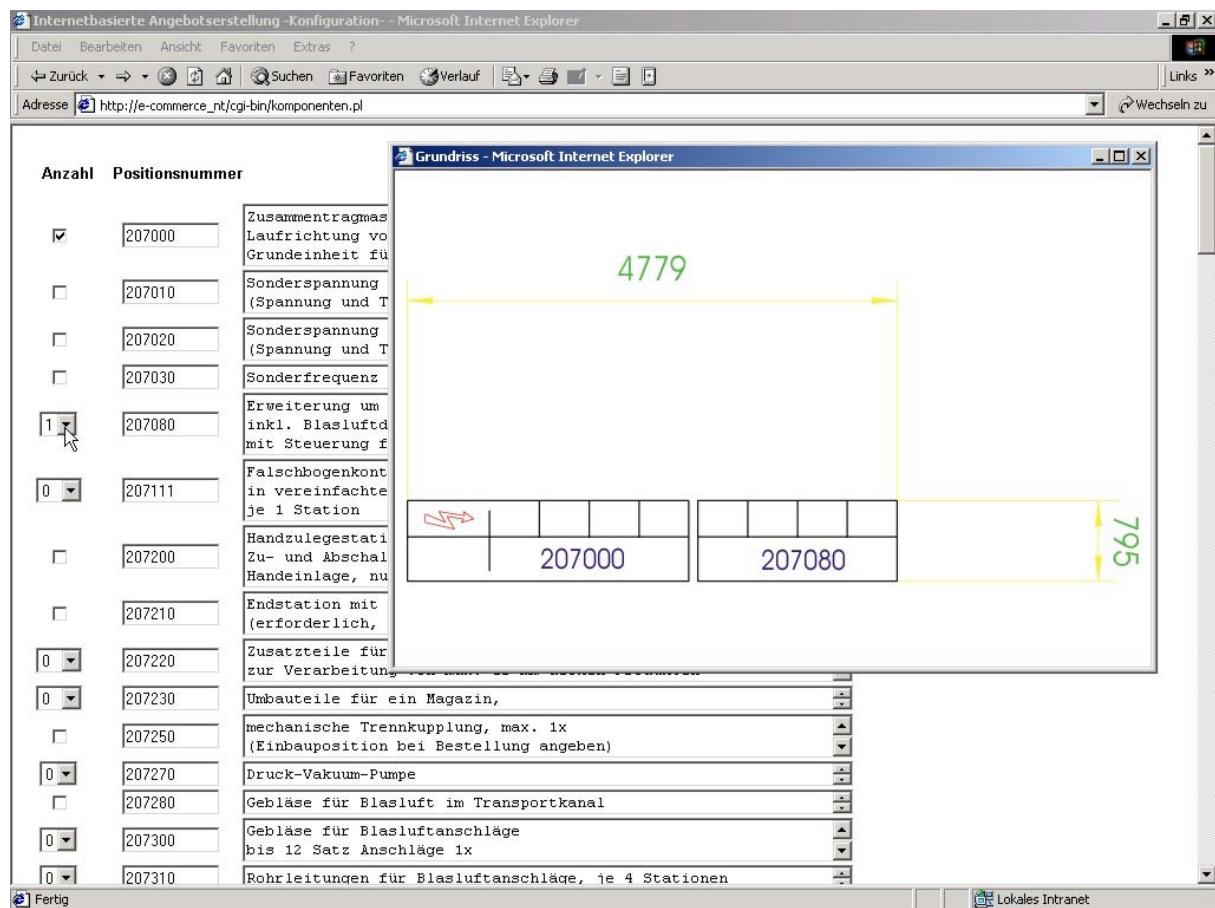 Internetbasierte Angebotserstellung -Konfiguration- - Microsoft Internet Explorer
Datei Bearbeiten Ansicht Favoriten Extras ?
Zurück Suchen Favoriten Verlauf Links »
Adresse http://e-commerce_nt/cgi-bin/komponenten.pl Wechseln zu
Anzahl Positionsnummer
207000 Zusammentragmas
Laufrichtung vo
Grundeinheit fü
207010 Sonderspannung
(Spannung und T
207020 Sonderspannung
(Spannung und T
207030 Sonderfrequenz
1 207080 Erweiterung um
inkl. Blasluftd
mit Steuerung f
0 207111 Falschbogenkont
in vereinfachte
je 1 Station
207200 Handzulegestati
Zu- und Abschal
Handeinlage, nu
207210 Endstation mit
(erforderlich,
0 207220 Zusatzteile für
zur Verarbeitung
0 207230 Umbauteile für ein Magazin,
207250 mechanische Trennkupplung, max. 1x
(Einbauposition bei Bestellung angeben)
0 207270 Druck-Vakuum-Pumpe
207280 Gebläse für Blasluft im Transportkanal
0 207300 Gebläse für Blasluftanschläge
bis 12 Satz Anschläge 1x
0 207310 Rohrleitungen für Blasluftanschläge, je 4 Stationen
Grundriss - Microsoft Internet Explorer
4779
207000 207080
795
Fertig Lokales Intranet